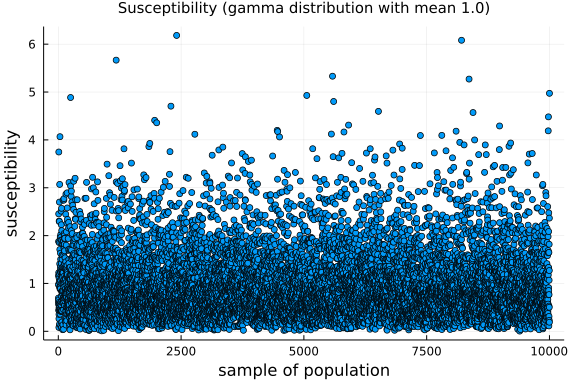 Susceptibility (gamma distribution with mean 1.0)
6
5
4
3
2
1
0
susceptibility
0 2500 5000 7500 10000
sample of population